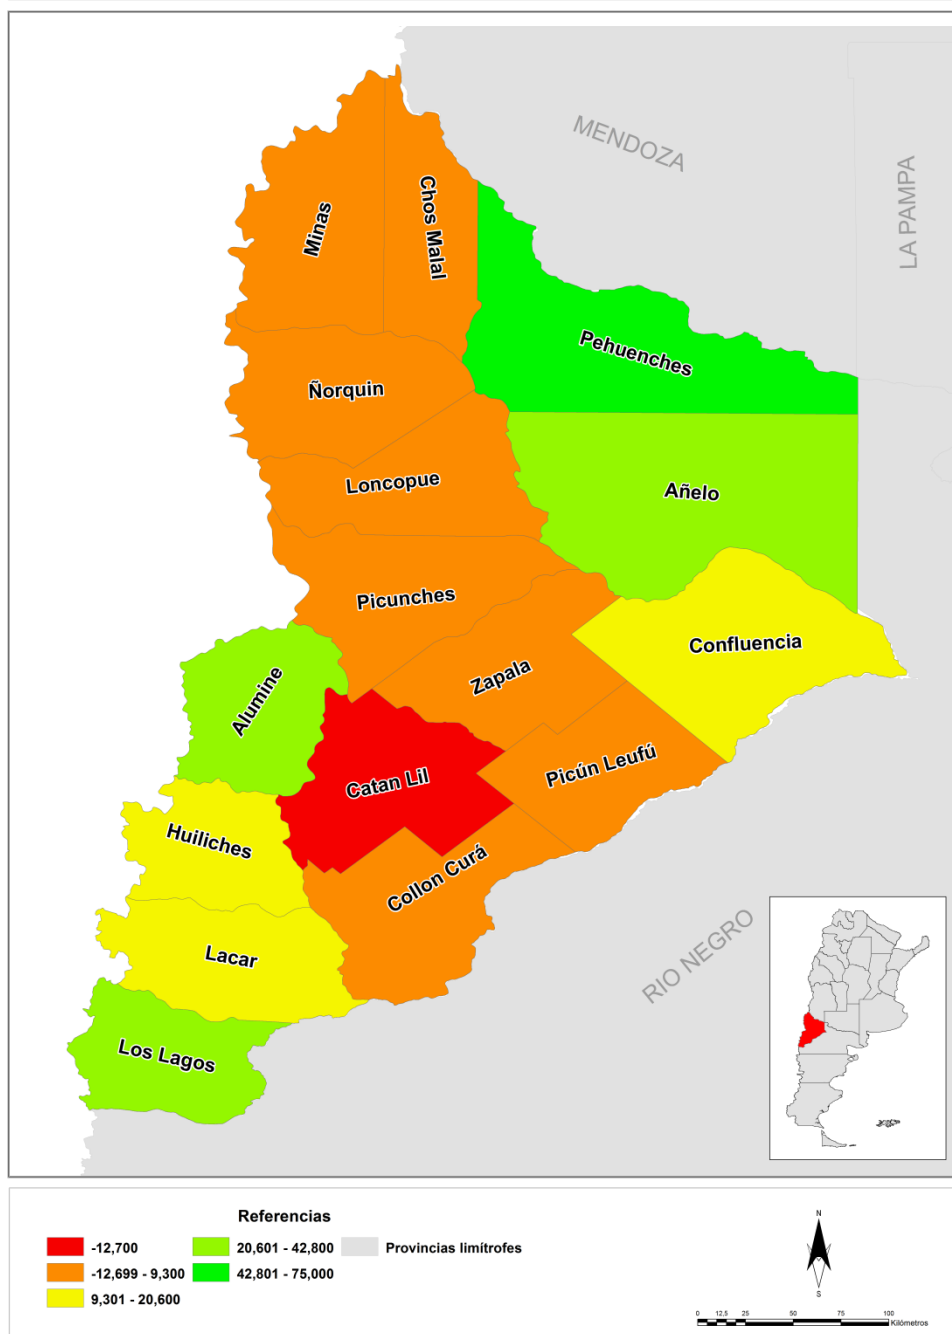 MENDOZA
LA PAMPA
Minas
Chos Malal
Pehuenches
Ñorquin
Loncopue
Añelo
Picunches
Confluencia
Zapala
Alumine
Picún Leufú
Catan Lil
Huiliches
Collon Curá
Lacar
RIO NEGRO
Los Lagos
Referencias
-12,700
20,601 - 42,800
Provincias limítrofes
-12,699 - 9,300
42,801 - 75,000
9,301 - 20,600
N
S
0 12,5 25 50 75 100
Kilómetros